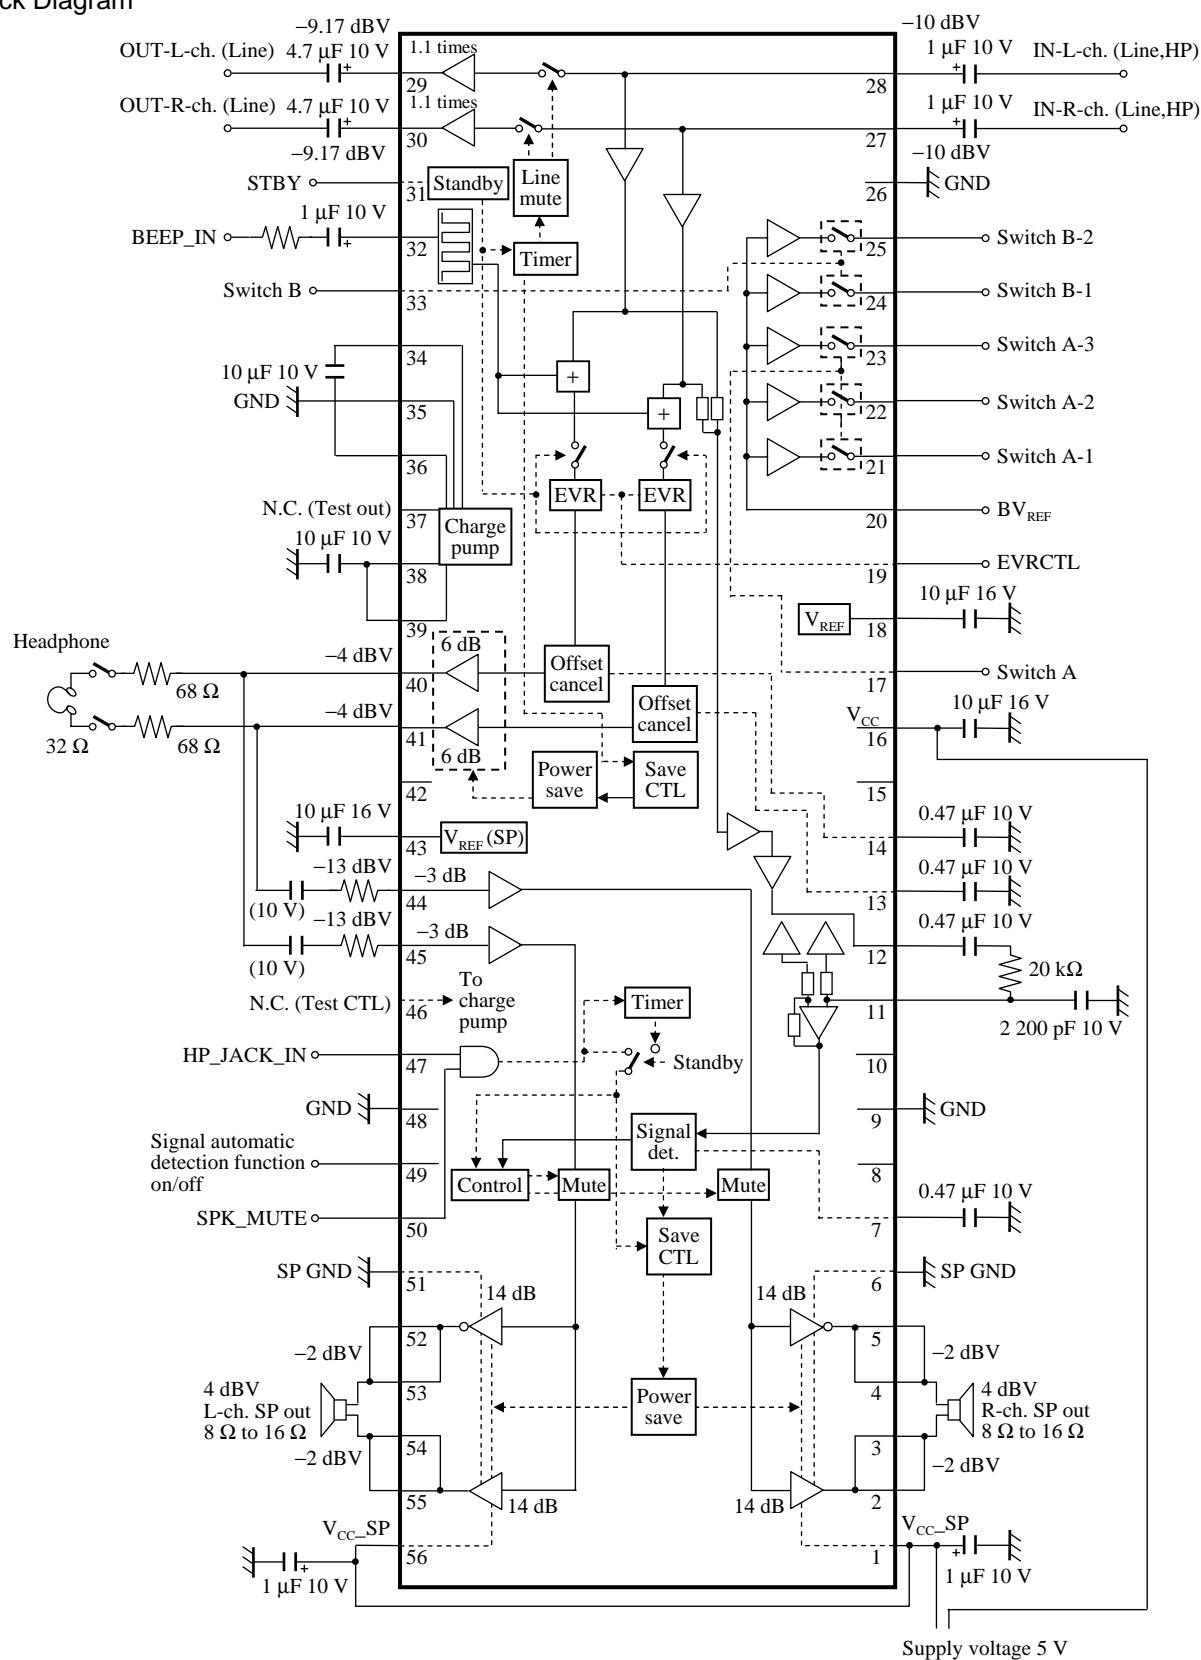 ck Diagram
−9.17 dBV
−10 dBV
OUT-L-ch. (Line)
4.7 µF 10 V
1.1 times
1 µF 10 V
IN-L-ch. (Line,HP)
29
28
OUT-R-ch. (Line)
4.7 µF 10 V
1.1 times
1 µF 10 V
IN-R-ch. (Line,HP)
30
27
−9.17 dBV
−10 dBV
STBY
31
Standby
Line
mute
26
GND
1 µF 10 V
BEEP_IN
32
Timer
25
Switch B-2
Switch B
33
24
Switch B-1
34
23
Switch A-3
10 µF 10 V
+
GND
35
+
22
Switch A-2
36
21
Switch A-1
EVR
EVR
N.C. (Test out)
37
20
BVREF
10 µF 10 V
Charge
pump
38
19
EVRCTL
10 µF 16 V
VREF
18
39
Headphone
−4 dBV
6 dB
Offset
cancel
40
17
Switch A
68 Ω
−4 dBV
Offset
cancel
VCC
10 µF 16 V
32 Ω
68 Ω
41
6 dB
16
Power
save
Save
CTL
42
15
10 µF 16 V
0.47 µF 10 V
43
VREF (SP)
14
−13 dBV
−3 dB
0.47 µF 10 V
(10 V)
44
13
−13 dBV
−3 dB
0.47 µF 10 V
(10 V)
45
12
20 kΩ
N.C. (Test CTL)
46
To
charge
pump
Timer
11
2 200 pF 10 V
HP_JACK_IN
47
Standby
10
GND
48
9
GND
Signal automatic
detection function
on/off
49
Signal
det.
8
Control
Mute
Mute
0.47 µF 10 V
SPK_MUTE
50
Save
CTL
7
SP GND
51
6
SP GND
14 dB
14 dB
52
5
−2 dBV
−2 dBV
4 dBV
L-ch. SP out
8 Ω to 16 Ω
53
Power
save
4
4 dBV
R-ch. SP out
8 Ω to 16 Ω
54
3
−2 dBV
−2 dBV
55
14 dB
14 dB
2
VCC_SP
VCC_SP
56
1
1 µF 10 V
1 µF 10 V
Supply voltage 5 V